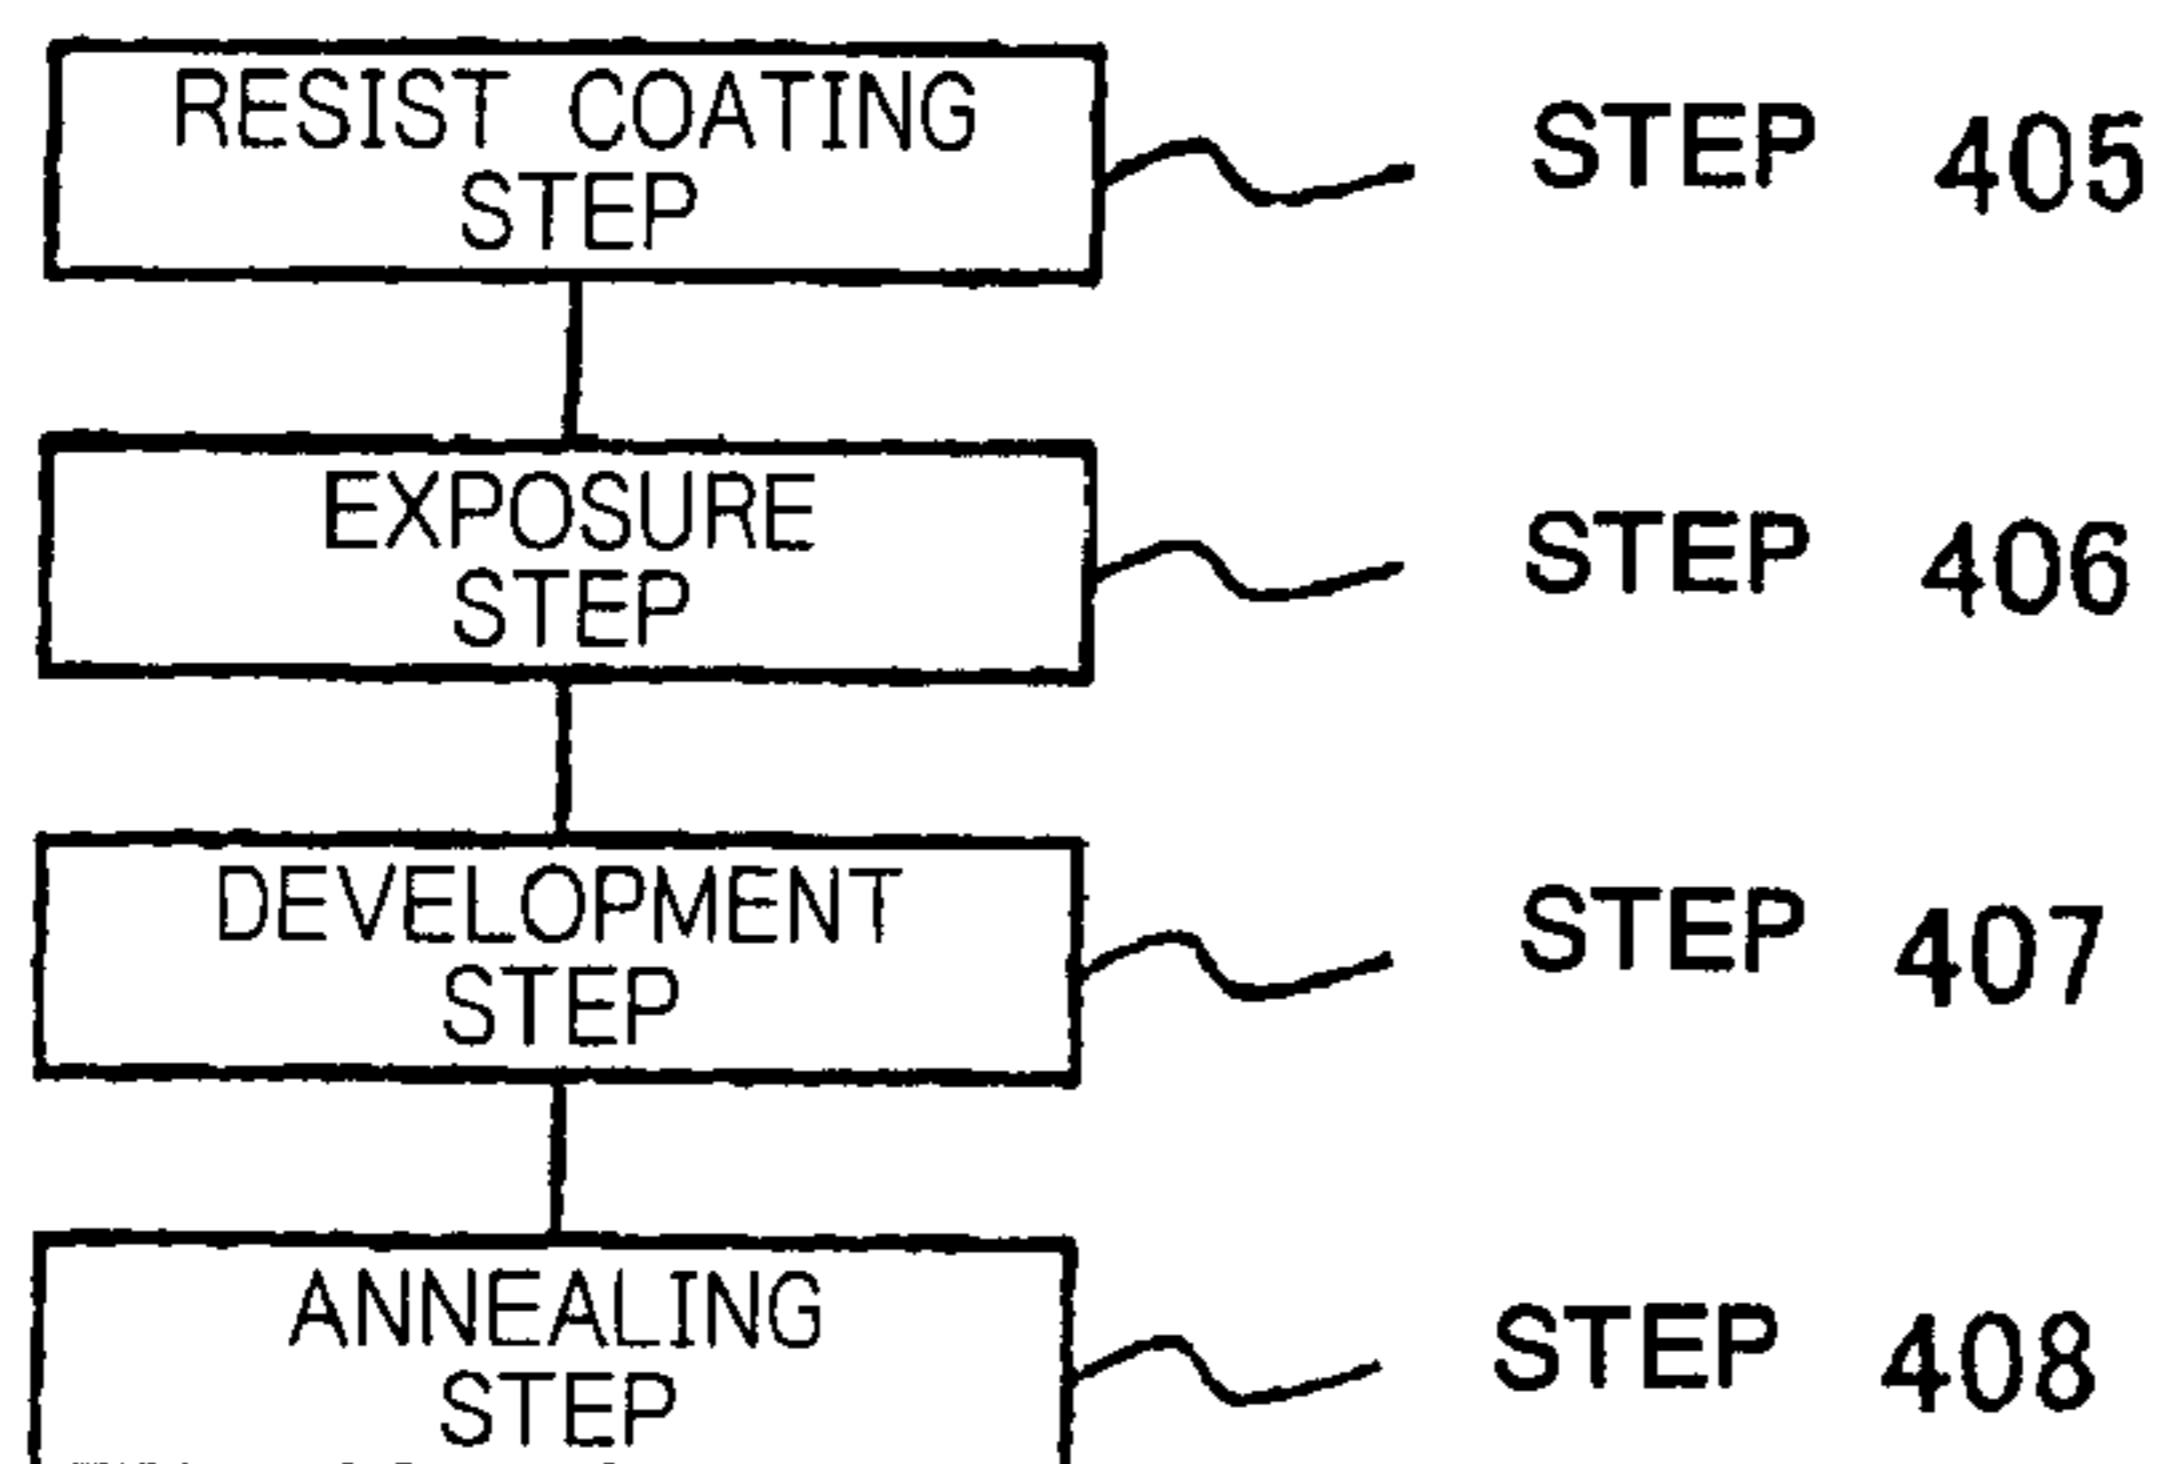 RESIST COATING
STEP
STEP 405
EXPOSURE
STEP
STEP 406
DEVELOPMENT
STEP
STEP 407
ANNEALING
STEP
STEP 408